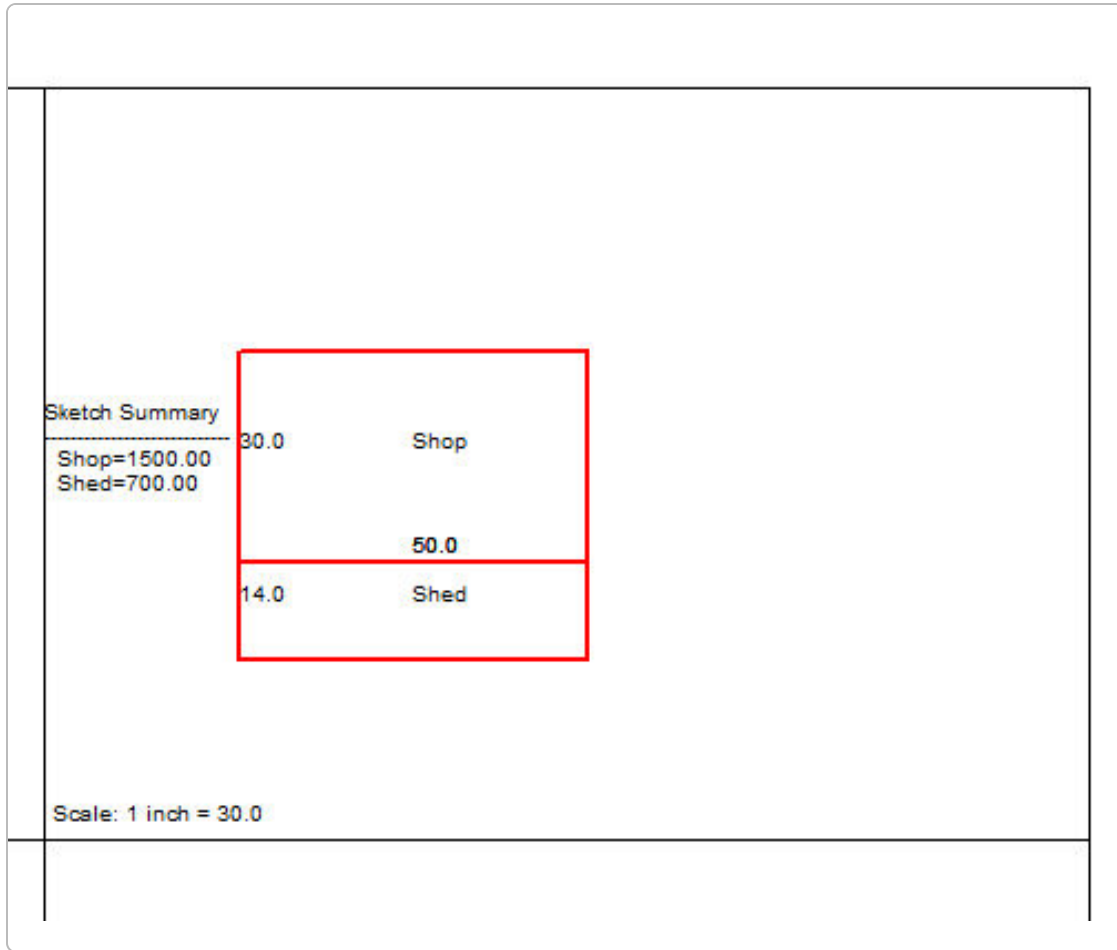 Sketch Summary
--------------------------
Shop=1500.00
Shed=700.00
30.0
Shop
50.0
14.0
Shed
Scale: 1 inch = 30.0